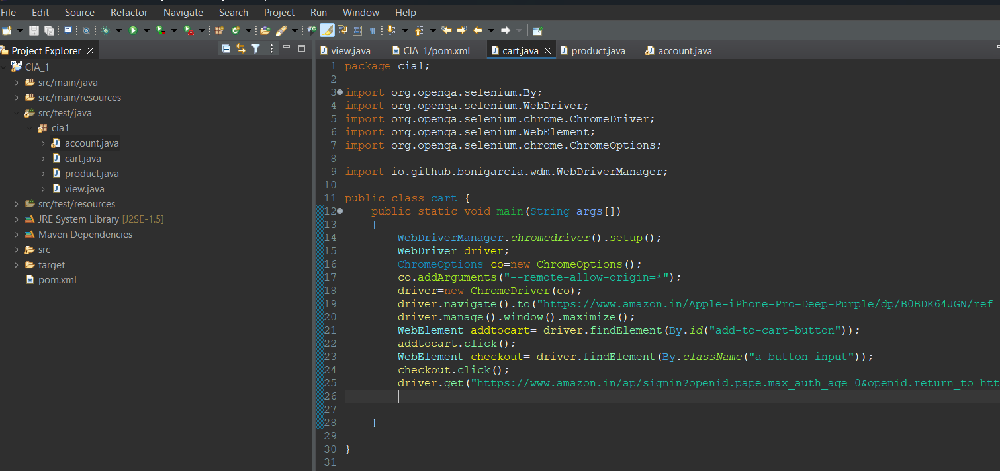 File Edit Source Refactor Navigate Search Project Run Window Help
Project Explorer
view.java CIA_1/pom.xml cart.java product.java account.java
CIA_1
src/main/java
src/main/resources
src/test/java
cia1
account.java
cart.java
product.java
view.java
src/test/resources
JRE System Library [J2SE-1.5]
Maven Dependencies
src
target
pom.xml
1 package cia1;
2
3 import org.openqa.selenium.By;
4 import org.openqa.selenium.WebDriver;
5 import org.openqa.selenium.chrome.ChromeDriver;
6 import org.openqa.selenium.WebElement;
7 import org.openqa.selenium.chrome.ChromeOptions;
8
9 import io.github.bonigarcia.wdm.WebDriverManager;
10
11 public class cart {
12 public static void main(String args[])
13 {
14 WebDriverManager.chromedriver().setup();
15 WebDriver driver;
16 ChromeOptions co=new ChromeOptions();
17 co.addArguments("--remote-allow-origin=*");
18 driver=new ChromeDriver(co);
19 driver.navigate().to("https://www.amazon.in/Apple-iPhone-Pro-Deep-Purple/dp/B0BDK64JGN/ref=
20 driver.manage().window().maximize();
21 WebElement addtocart= driver.findElement(By.id("add-to-cart-button"));
22 addtocart.click();
23 WebElement checkout= driver.findElement(By.className("a-button-input"));
24 checkout.click();
25 driver.get("https://www.amazon.in/ap/signin?openid.pape.max_auth_age=0&openid.return_to=htt
26
27
28 }
29
30 }
31